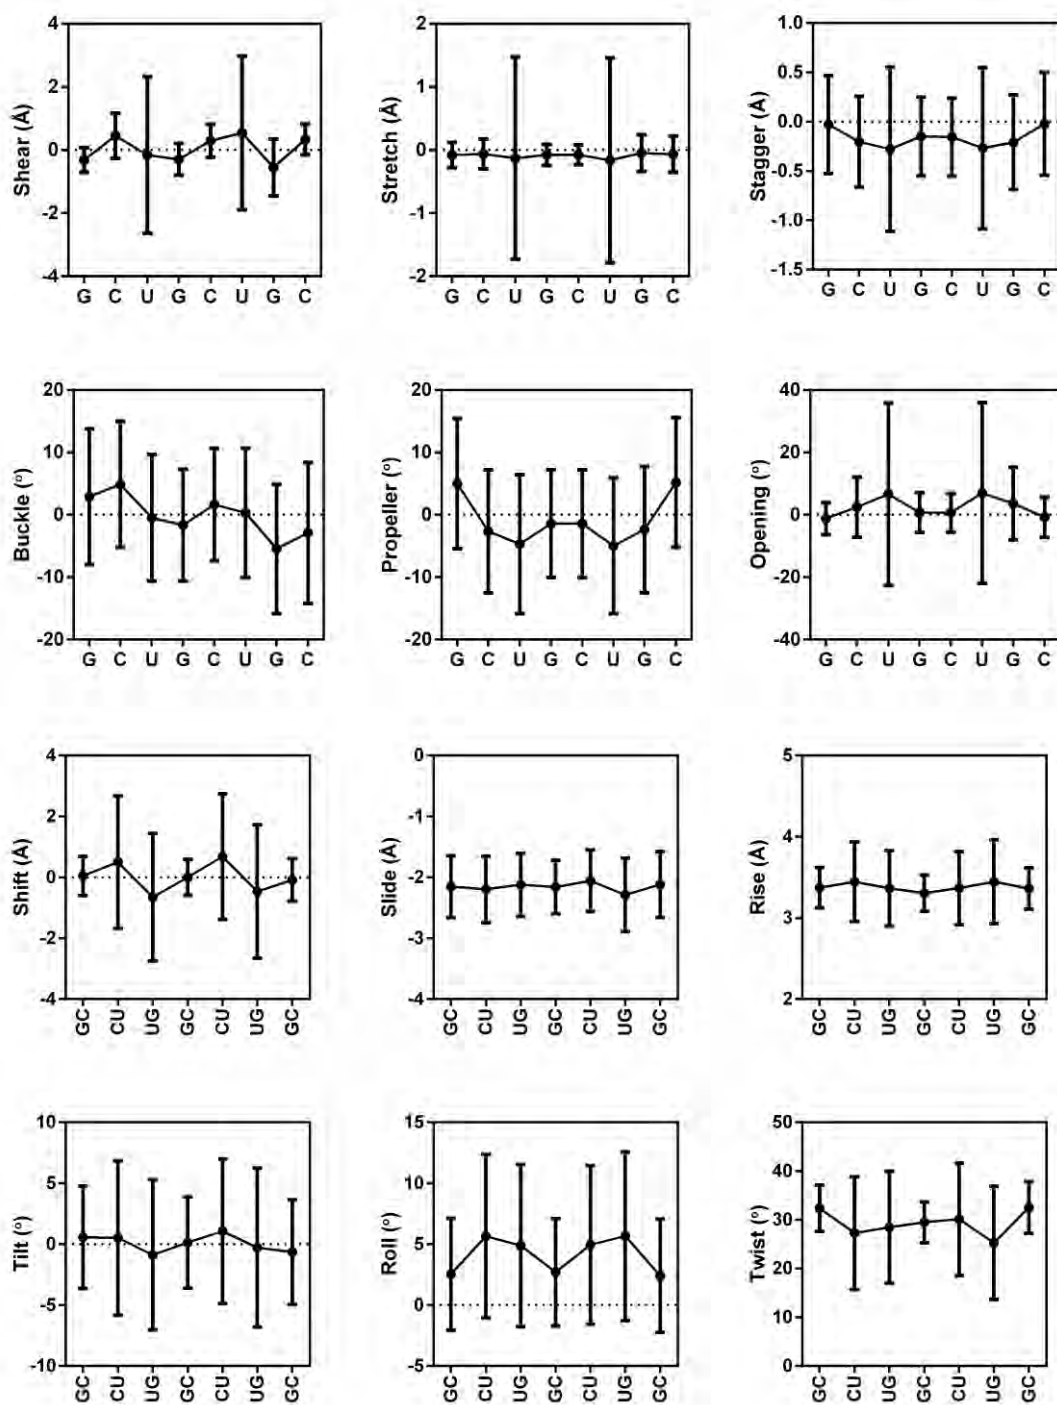 4
2
0
-2
-4
Shear (Å)
G C U G C U G C
2
1
0
-1
-2
Stretch (Å)
G C U G C U G C
1.0
0.5
0.0
-0.5
-1.0
-1.5
Stagger (Å)
G C U G C U G C
20
10
0
-10
-20
Buckle (º)
G C U G C U G C
20
10
0
-10
-20
Propeller (º)
G C U G C U G C
40
20
0
-20
-40
Opening (º)
G C U G C U G C
4
2
0
-2
-4
Shift (Å)
GC CU UG GC CU UG GC
0
-1
-2
-3
-4
Slide (Å)
GC CU UG GC CU UG GC
5
4
3
2
Rise (Å)
GC CU UG GC CU UG GC
10
5
0
-5
-10
Tilt (º)
GC CU UG GC CU UG GC
15
10
5
0
-5
Roll (º)
GC CU UG GC CU UG GC
50
40
30
20
10
0
Twist (º)
GC CU UG GC CU UG GC